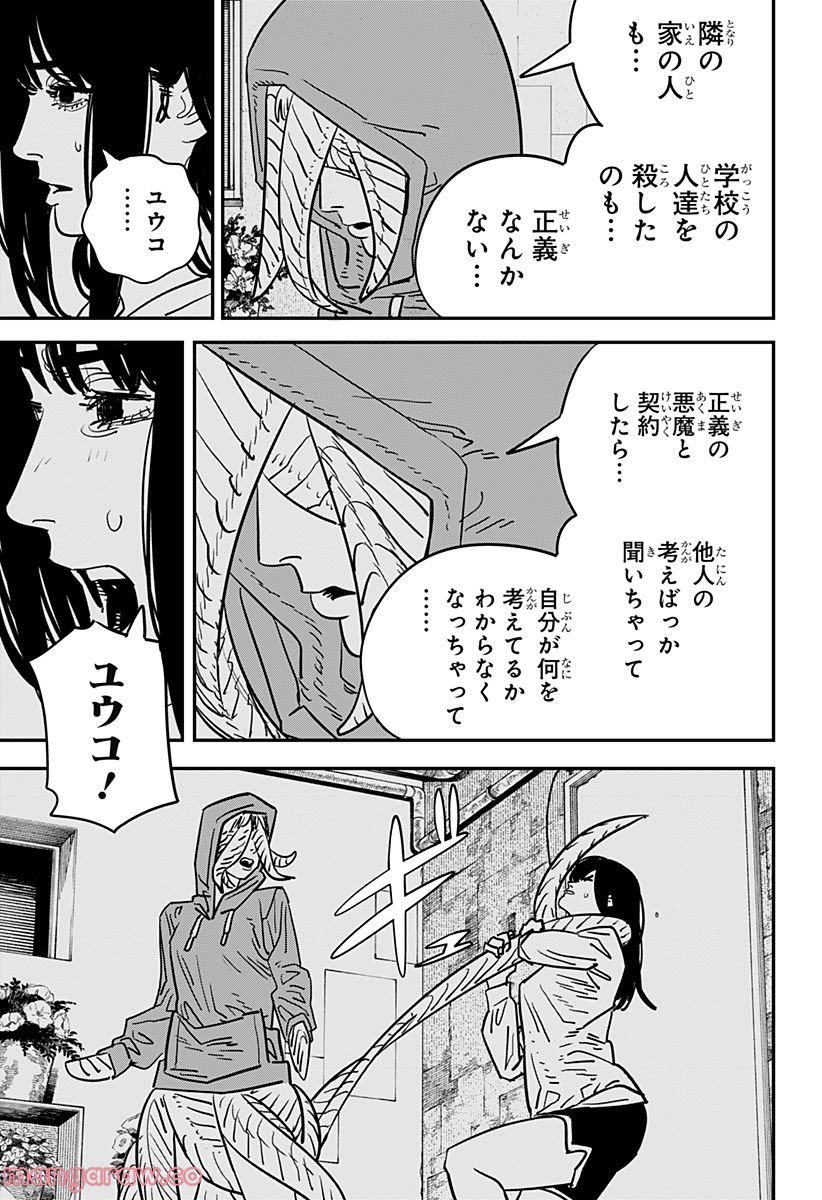 隣の
家の人
も…
学校の
人達を
殺した
のも…
正義
なんか
ない…
ユウコ
……
正義の
悪魔と
契約
したら…
他人の
考えばっか
聞いちゃって
自分が何を
考えてるか
わからなく
なっちゃって
……
ユウコ！
ギギ
mangaraw.co